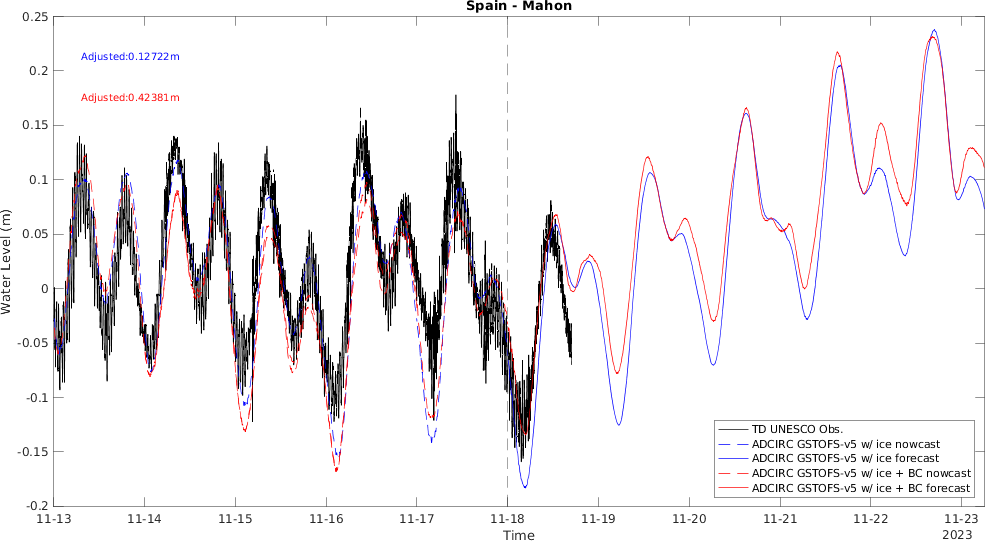 Spain - Mahon
Adjusted:0.12722m
Adjusted:0.42381m
Water Level (m)
0.25
0.2
0.15
0.1
0.05
0
-0.05
-0.1
-0.15
-0.2
TD UNESCO Obs.
ADCIRC GSTOFS-v5 w/ ice nowcast
ADCIRC GSTOFS-v5 w/ ice forecast
ADCIRC GSTOFS-v5 w/ ice + BC nowcast
ADCIRC GSTOFS-v5 w/ ice + BC forecast
11-13 11-14 11-15 11-16 11-17 11-18 11-19 11-20 11-21 11-22 11-23
Time
2023